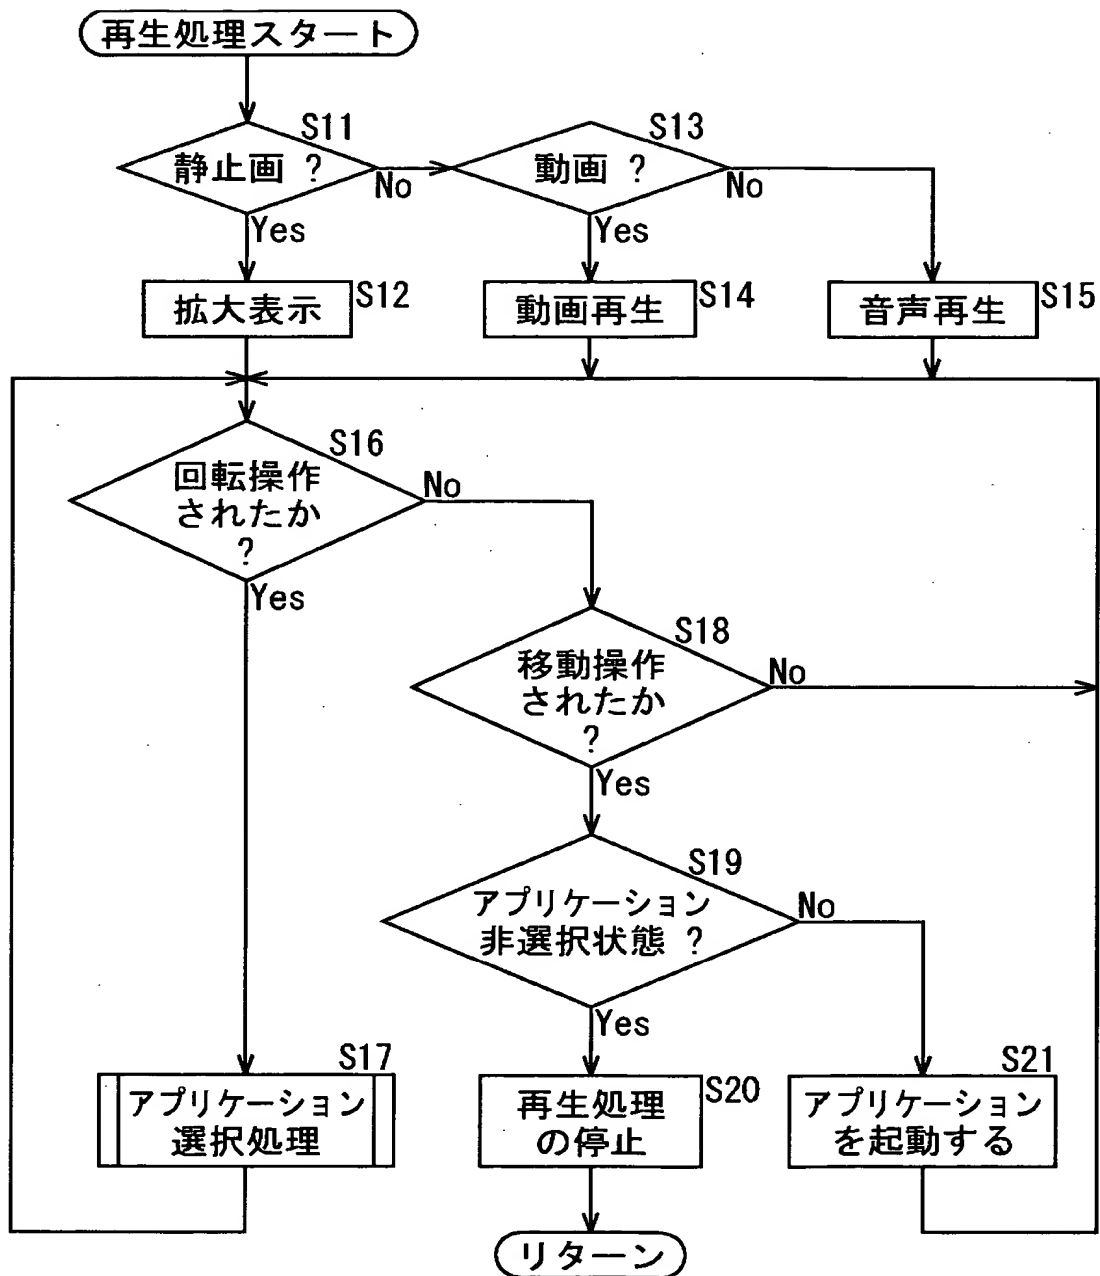 再生処理スタート
S11
静止画 ?
No
Yes
S13
動画 ?
No
Yes
拡大表示
S12
動画再生
S14
音声再生
S15
S16
回転操作
されたか
?
No
Yes
S18
移動操作
されたか
?
No
Yes
S19
アプリケーション
非選択状態 ?
No
Yes
S17
アプリケーション
選択処理
S20
再生処理
の停止
S21
アプリケーション
を起動する
リターン